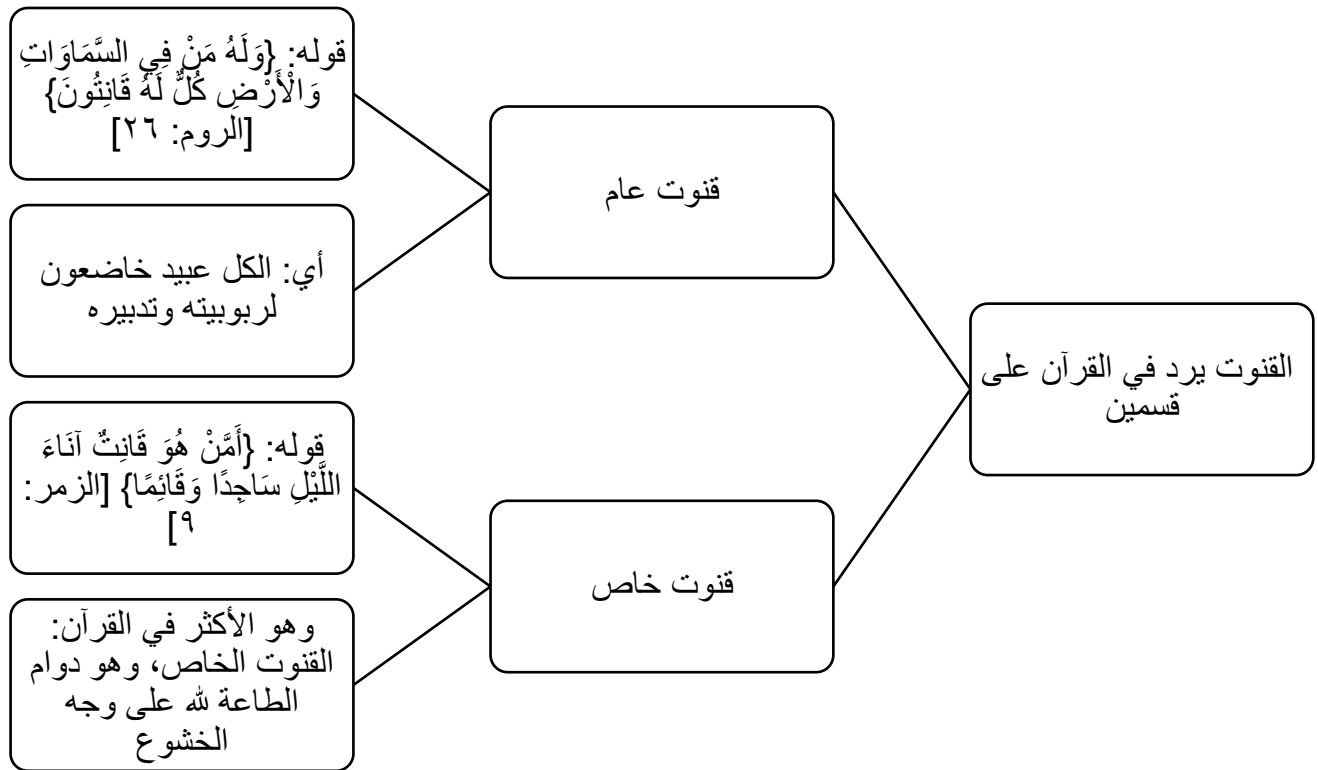 القنوت يرد في القرآن على
قسمين
قنوت عام
قوله: {وَلَهُ مَنْ فِي السَّمَاوَاتِ
وَالْأَرْضِ كُلٌّ لَهُ قَانِتُونَ}
[الروم: ٢٦]
أي: الكل عبيد خاضعون
لربوبيته وتدبيره
قنوت خاص
قوله: {أَمَّنْ هُوَ قَانِتٌ آنَاءَ
اللَّيْلِ سَاجِدًا وَقَائِمًا} [الزمر:
٩]
وهو الأكثر في القرآن:
القنوت الخاص، وهو دوام
الطاعة لله على وجه
الخشوع